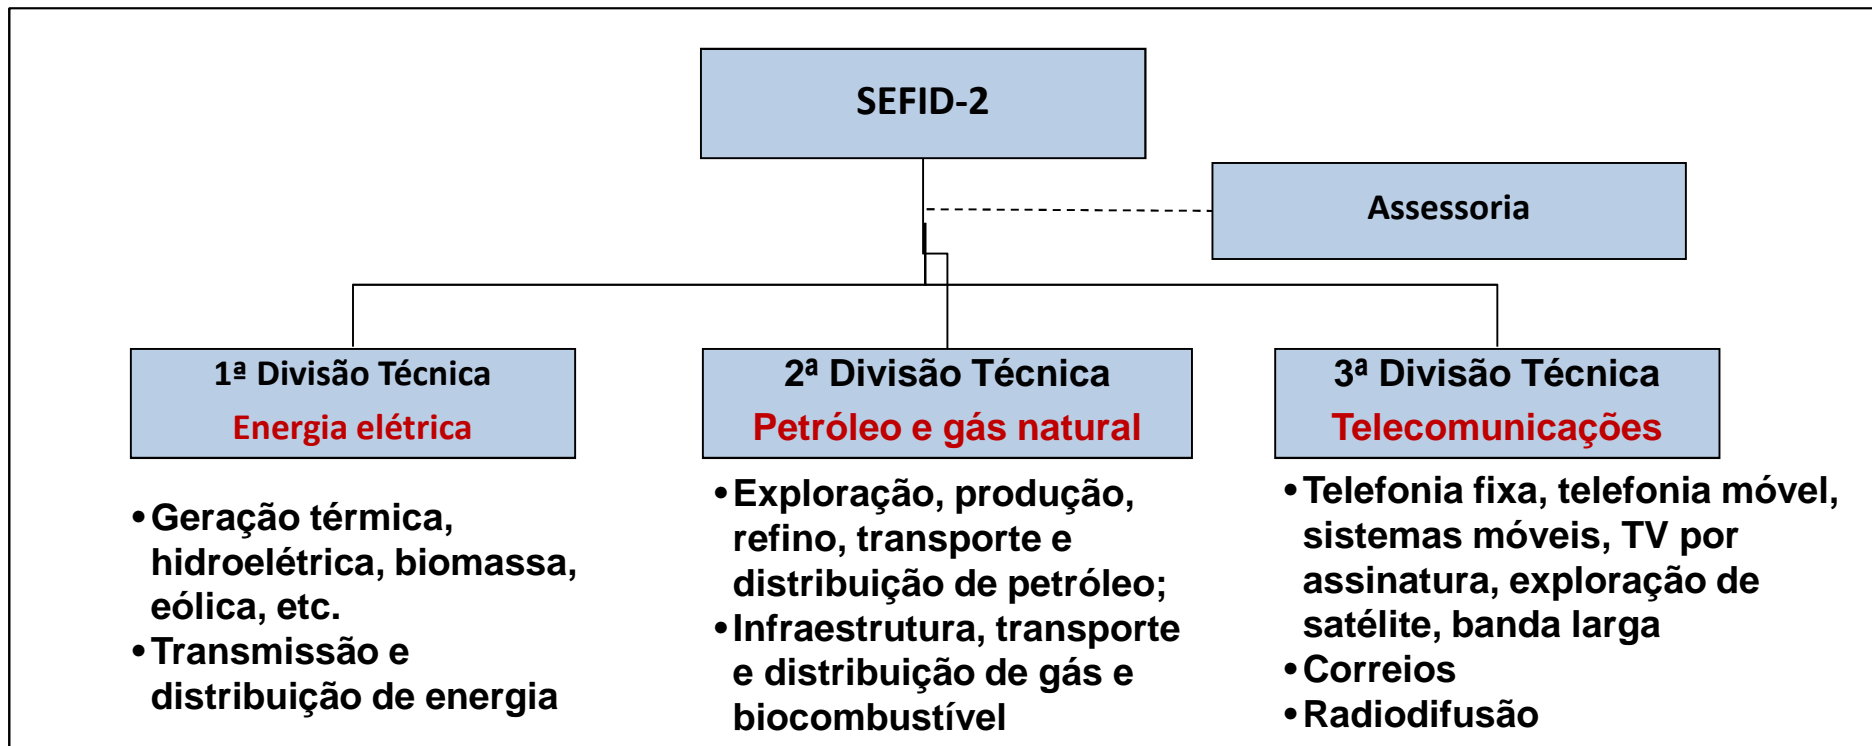 SEFID-2
Assessoria
1ª Divisão Técnica
Energia elétrica
• Geração térmica,
hidroelétrica, biomassa,
eólica, etc.
• Transmissão e
distribuição de energia
2ª Divisão Técnica
Petróleo e gás natural
• Exploração, produção,
refino, transporte e
distribuição de petróleo;
• Infraestrutura, transporte
e distribuição de gás e
biocombustível
3ª Divisão Técnica
Telecomunicações
• Telefonia fixa, telefonia móvel,
sistemas móveis, TV por
assinatura, exploração de
satélite, banda larga
• Correios
• Radiodifusão